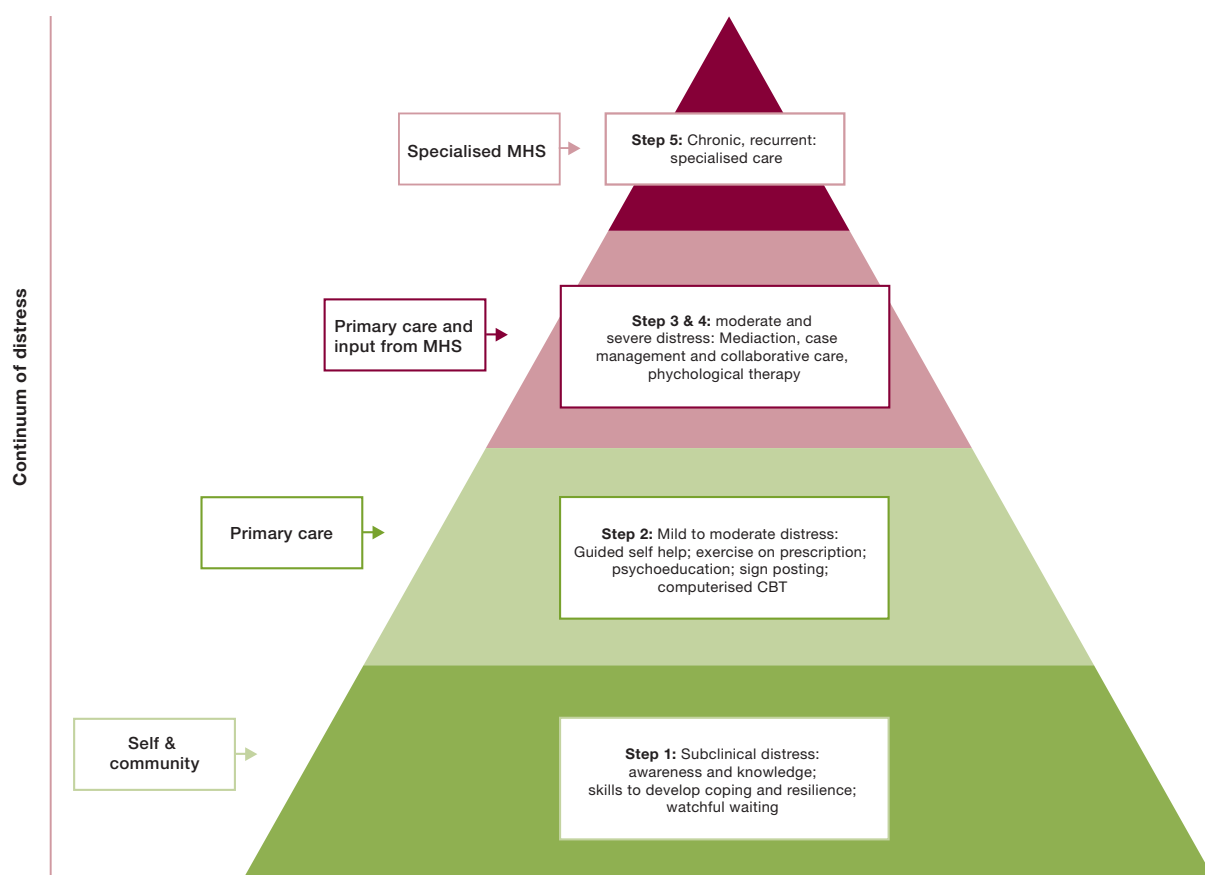 Continuum of distress
Specialised MHS
Step 5: Chronic, recurrent:
specialised care
Primary care and
input from MHS
Step 3 & 4: moderate and
severe distress: Mediaction, case
management and collaborative care,
phychological therapy
Primary care
Step 2: Mild to moderate distress:
Guided self help; exercise on prescription;
psychoeducation; sign posting;
computerised CBT
Self &
community
Step 1: Subclinical distress:
awareness and knowledge;
skills to develop coping and resilience;
watchful waiting